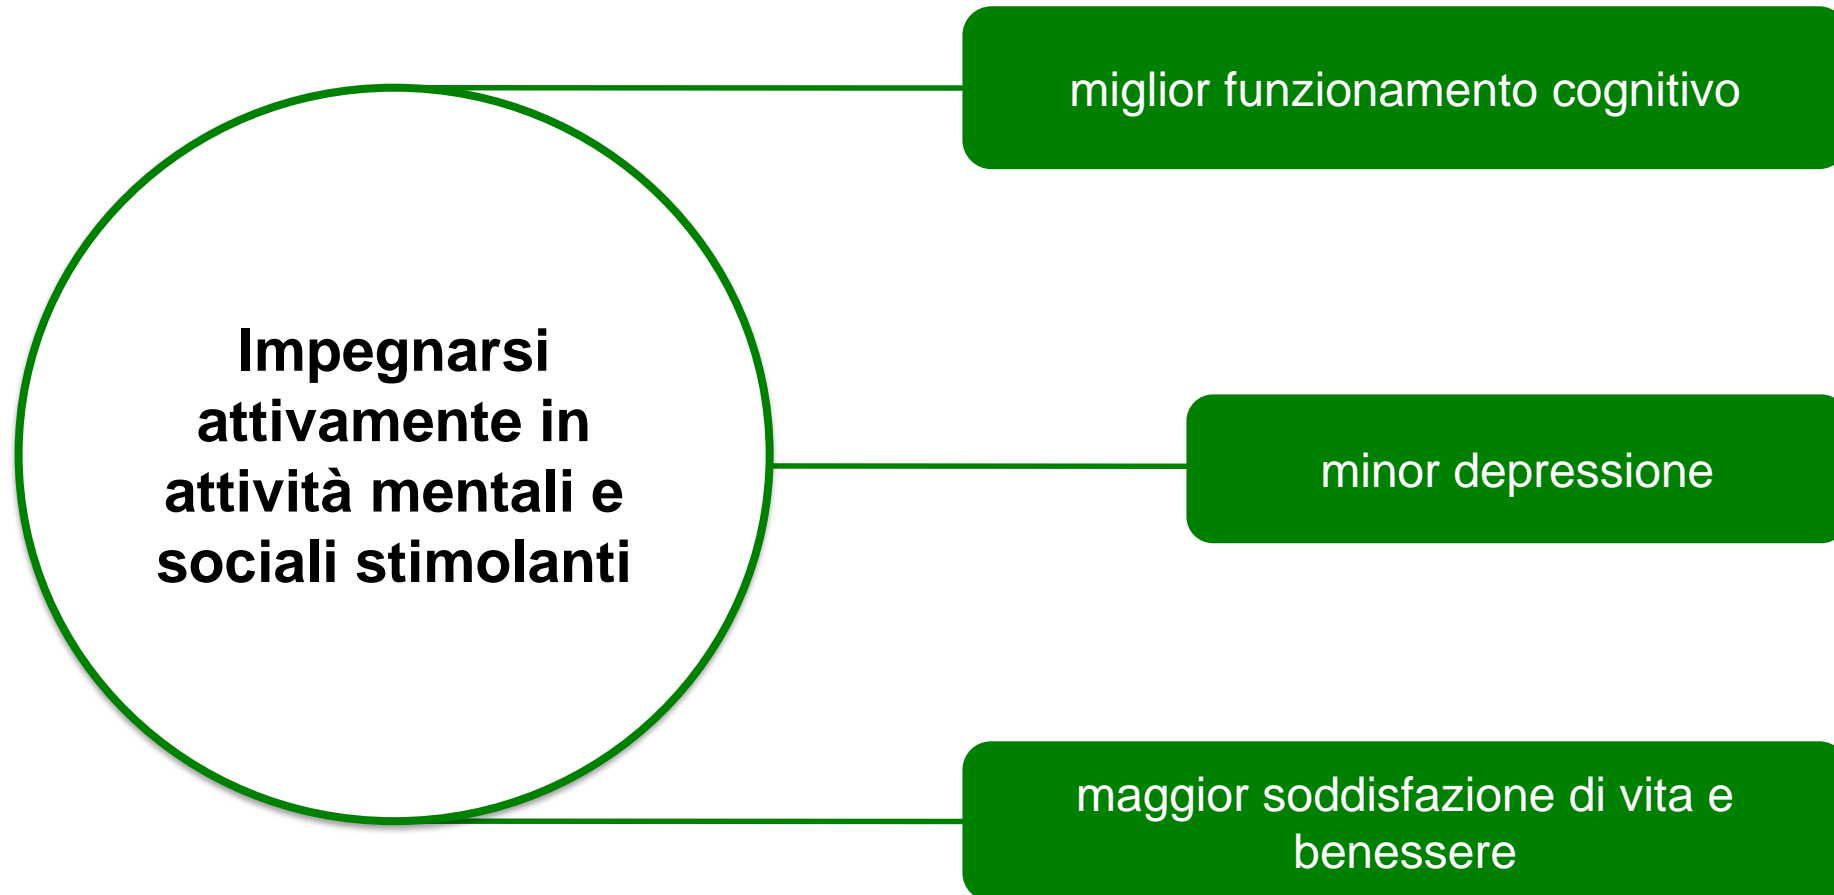 miglior funzionamento cognitivo
Impegnarsi
attivamente in
attività mentali e
sociali stimolanti
minor depressione
maggior soddisfazione di vita e
benessere